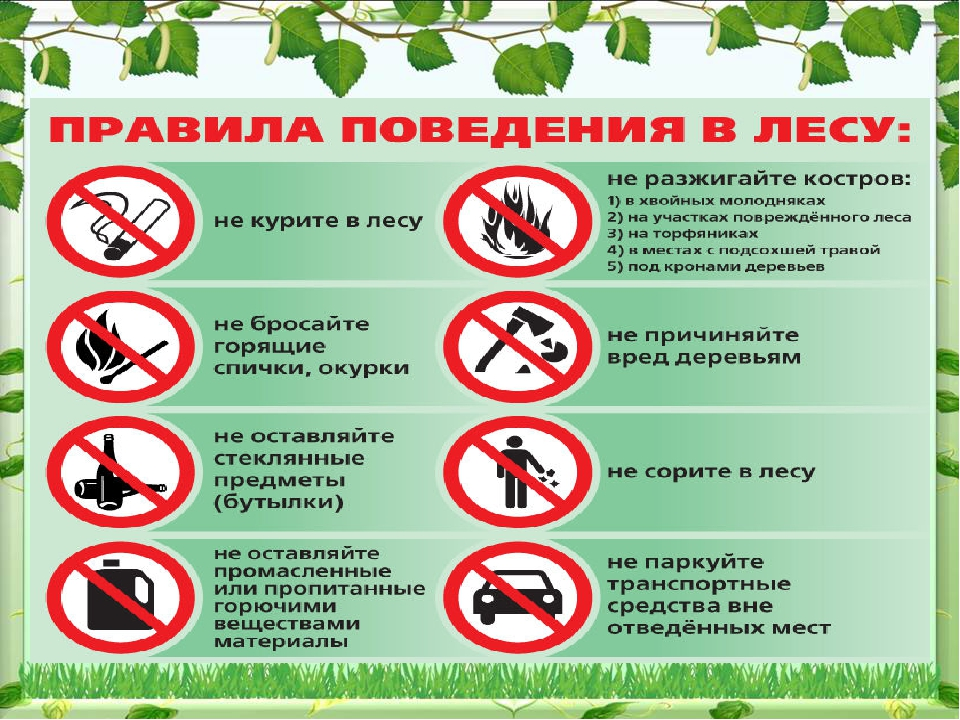 ПРАВИЛА ПОВЕДЕНИЯ В ЛЕСУ:
не курите в лесу
не разжигайте костров:
1) в хвойных молодняках
2) на участках повреждённого леса
3) на торфяниках
4) в местах с подсохшей травой
5) под кронами деревьев
не бросайте
горящие
спички, окурки
не причиняйте
вред деревьям
не оставляйте
стеклянные
предметы
(бутылки)
не сорите в лесу
не оставляйте
промасленные
или пропитанные
горючими
веществами
материалы
не паркуйте
транспортные
средства вне
отведённых мест